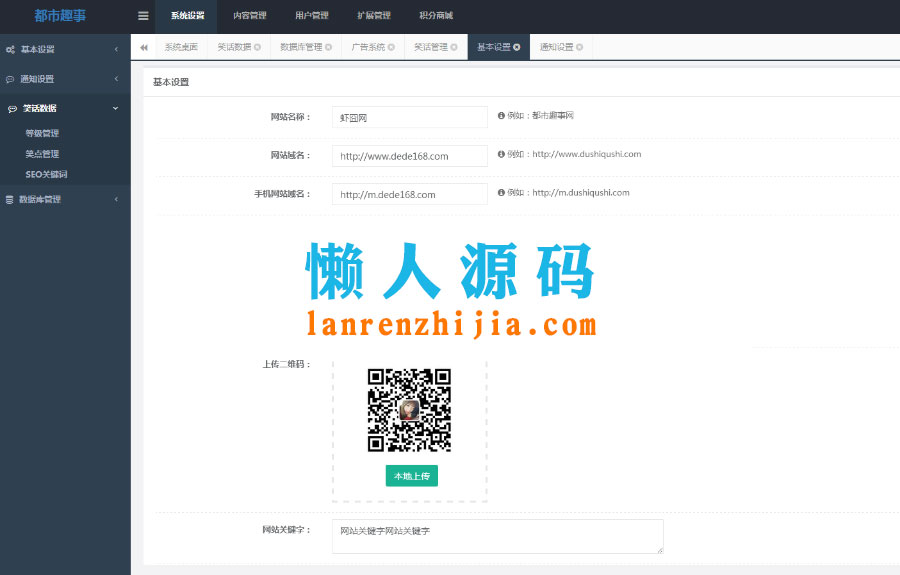 都市趣事
系统设置 内容管理 用户管理 扩展管理 积分商城
系统桌面 笑话数据 数据库管理 广告系统 笑话管理 基本设置 通知设置
基本设置
通知设置
笑话数据
等级管理
笑点管理
SEO关键词
数据库管理
基本设置
网站名称： 虾囧网 例如：都市趣事网
网站域名： http://www.dede168.com 例如：http://www.dushiqushi.com
手机网站域名： http://m.dede168.com 例如：http://m.dushiqushi.com
懒人源码
lanrenzhijia.com
上传二维码：
本地上传
网站关键字： 网站关键字网站关键字